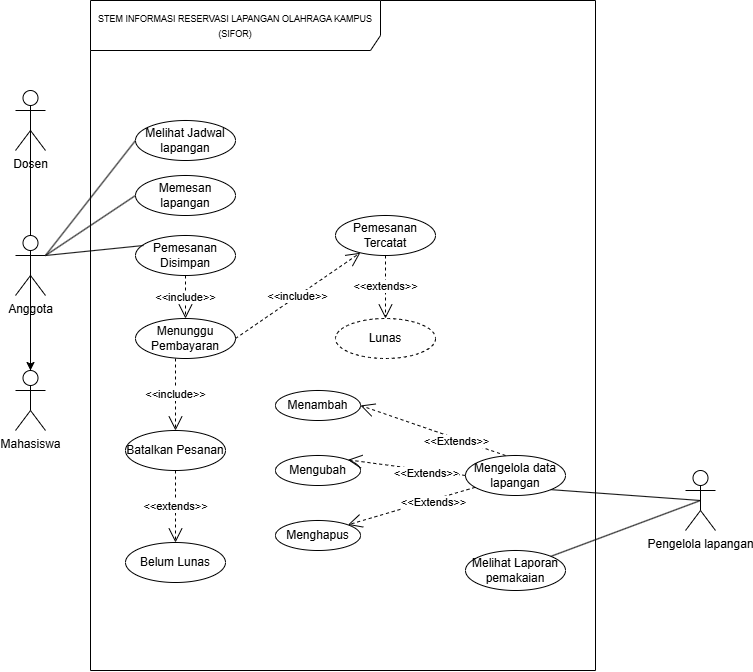 STEM INFORMASI RESERVASI LAPANGAN OLAHRAGA KAMPUS
(SIFOR)
Dosen
Melihat Jadwal
lapangan
Memesan
lapangan
Pemesanan
Disimpan
Pemesanan
Tercatat
<<include>>
<<include>>
<<extends>>
Anggota
Menunggu
Pembayaran
Lunas
<<include>>
Menambah
Mahasiswa
Batalkan Pesanan
<<Extends>>
Mengubah
<<Extends>>
Mengelola data
lapangan
<<extends>>
<<Extends>>
Menghapus
Pengelola lapangan
Belum Lunas
Melihat Laporan
pemakaian